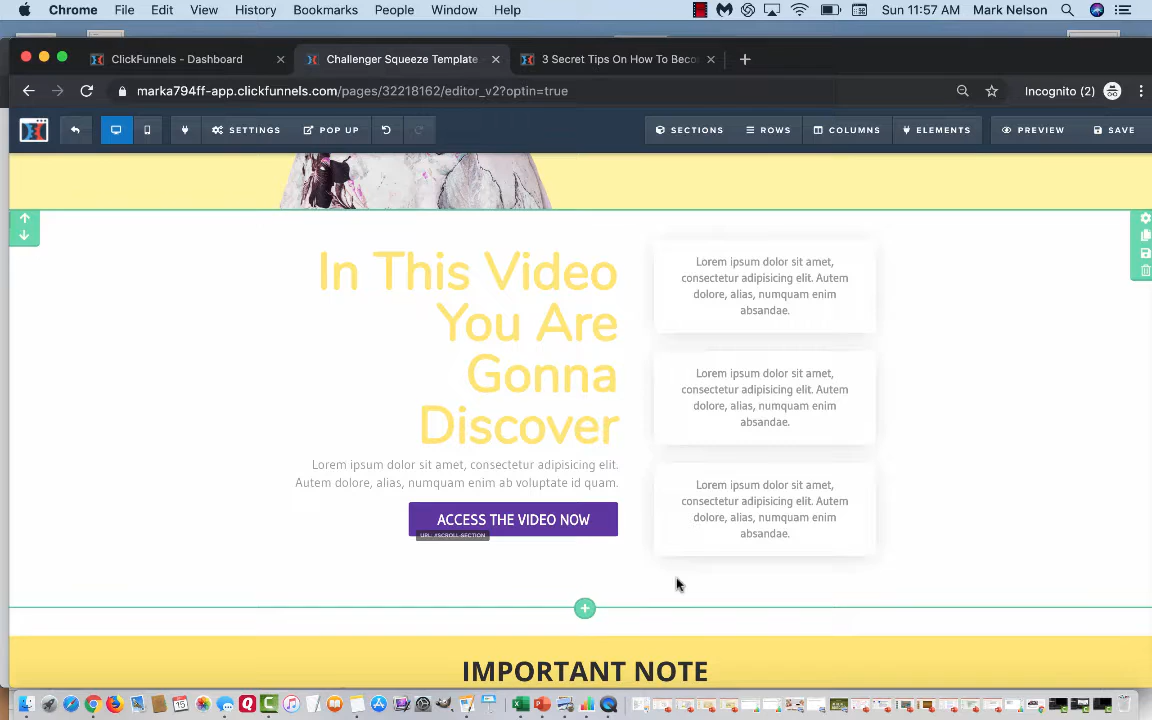 Chrome File Edit View History Bookmarks People Window Help Sun 11:57 AM Mark Nelson
ClickFunnels - Dashboard
Challenger Squeeze Template
3 Secret Tips On How To Beco
marka794ff-app.clickfunnels.com/pages/32218162/editor_v2?optin=true
Incognito (2)
SETTINGS POP UP SECTIONS ROWS COLUMNS ELEMENTS PREVIEW SAVE
In This Video
You Are
Gonna
Discover
Lorem ipsum dolor sit amet, consectetur adipisicing elit.
Autem dolore, alias, numquam enim ab voluptate id quam.
ACCESS THE VIDEO NOW
URL: #SCROLL-SECTION
Lorem ipsum dolor sit amet,
consectetur adipisicing elit. Autem
dolore, alias, numquam enim
absandae.
Lorem ipsum dolor sit amet,
consectetur adipisicing elit. Autem
dolore, alias, numquam enim
absandae.
Lorem ipsum dolor sit amet,
consectetur adipisicing elit. Autem
dolore, alias, numquam enim
absandae.
IMPORTANT NOTE